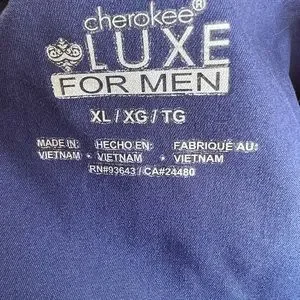 cherokee®
LUXE
FOR MEN
XL / XG / TG
MADE IN: HECHO EN: FABRIQUÉ AU:
VIETNAM • VIETNAM • VIETNAM
RN#93643 / CA#24480